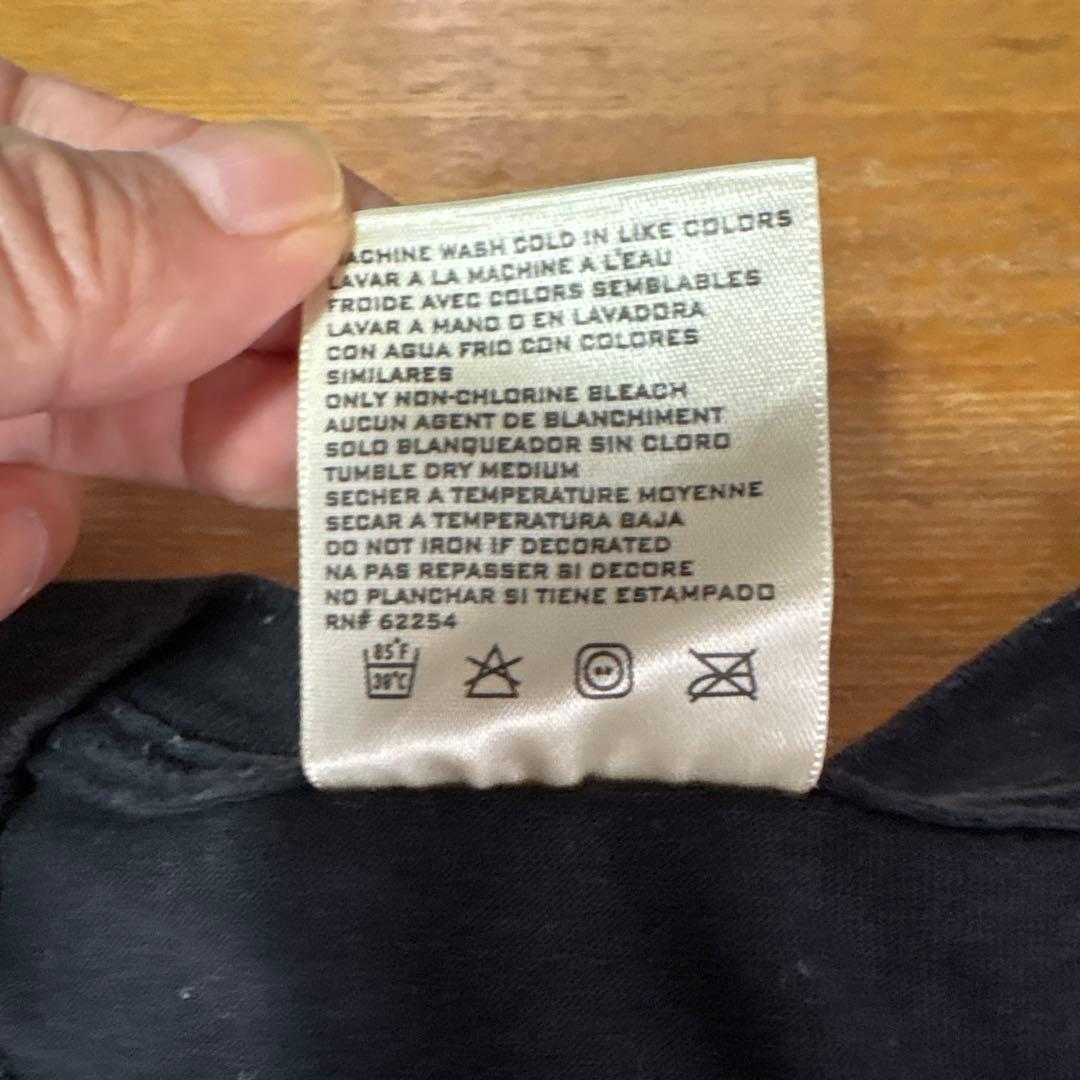 MACHINE WASH COLD IN LIKE COLORS
LAVAR A LA MACHINE A L'EAU
FROIDE AVEC COLORS SEMBLABLES
LAVAR A MANO O EN LAVADORA
CON AGUA FRIO CON COLORES
SIMILARES
ONLY NON-CHLORINE BLEACH
AUCUN AGENT DE BLANCHIMENT
SOLO BLANQUEADOR SIN CLORO
TUMBLE DRY MEDIUM
SECHER A TEMPERATURE MOYENNE
SECAR A TEMPERATURA BAJA
DO NOT IRON IF DECORATED
NA PAS REPASSER SI DECORE
NO PLANCHAR SI TIENE ESTAMPADO
RN# 62254
85°F
30°C